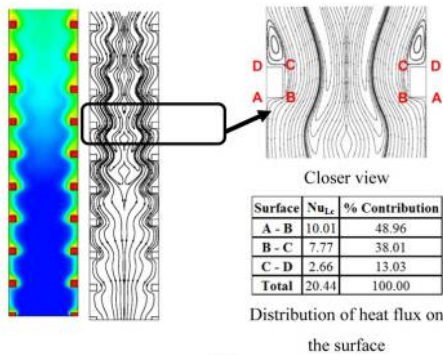 D C C D
A B B A
Closer view
Surface Nu_Lc % Contribution
A - B 10.01 48.96
B - C 7.77 38.01
C - D 2.66 13.03
Total 20.44 100.00
Distribution of heat flux on
the surface